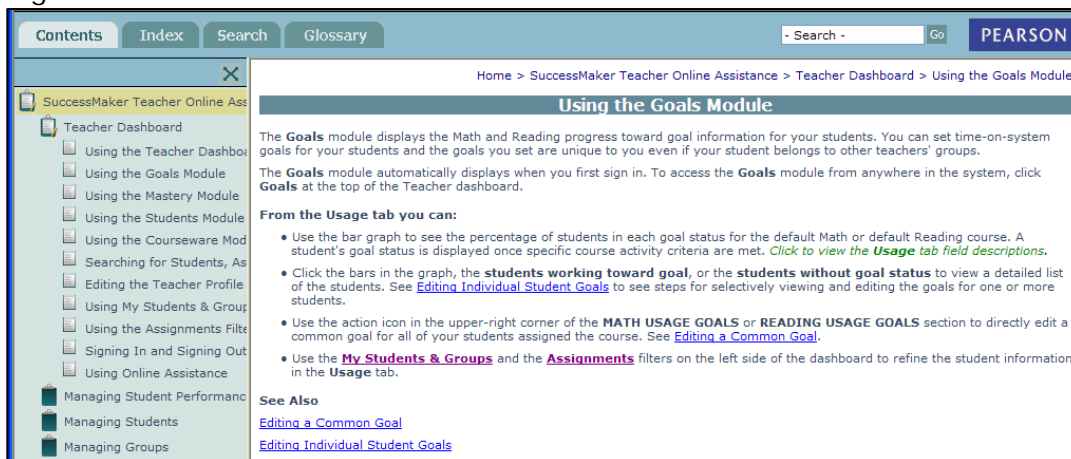 Contents Index Search Glossary - Search - Go PEARSON
Home > SuccessMaker Teacher Online Assistance > Teacher Dashboard > Using the Goals Module
SuccessMaker Teacher Online Ass
Teacher Dashboard
Using the Teacher Dashboa
Using the Goals Module
Using the Mastery Module
Using the Students Module
Using the Courseware Mod
Searching for Students, As
Editing the Teacher Profile
Using My Students & Group
Using the Assignments Filte
Signing In and Signing Out
Using Online Assistance
Managing Student Performanc
Managing Students
Managing Groups
Using the Goals Module
The Goals module displays the Math and Reading progress toward goal information for your students. You can set time-on-system
goals for your students and the goals you set are unique to you even if your student belongs to other teachers' groups.
The Goals module automatically displays when you first sign in. To access the Goals module from anywhere in the system, click
Goals at the top of the Teacher dashboard.
From the Usage tab you can:
• Use the bar graph to see the percentage of students in each goal status for the default Math or default Reading course. A
student's goal status is displayed once specific course activity criteria are met. Click to view the Usage tab field descriptions.
• Click the bars in the graph, the students working toward goal, or the students without goal status to view a detailed list
of the students. See Editing Individual Student Goals to see steps for selectively viewing and editing the goals for one or more
students.
• Use the action icon in the upper-right corner of the MATH USAGE GOALS or READING USAGE GOALS section to directly edit a
common goal for all of your students assigned the course. See Editing a Common Goal.
• Use the My Students & Groups and the Assignments filters on the left side of the dashboard to refine the student information
in the Usage tab.
See Also
Editing a Common Goal
Editing Individual Student Goals